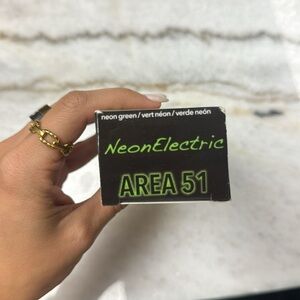 neon green / vert néon / verde neón
NeonElectric
AREA 51